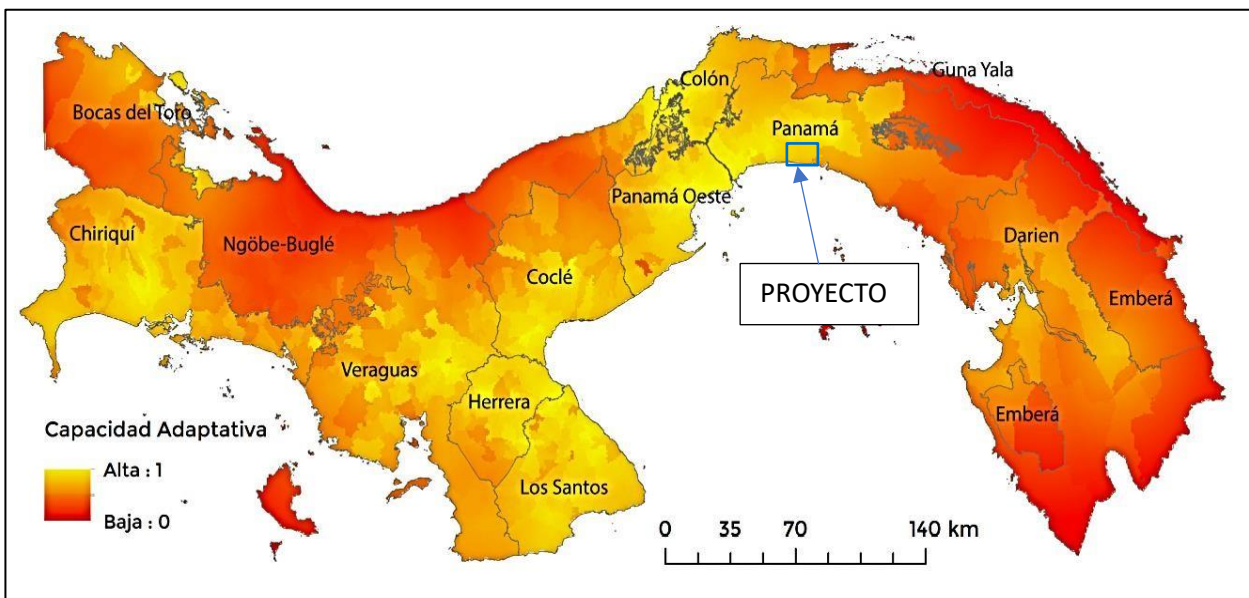 Bocas del Toro
Colón
Guna Yala
Panamá
Panamá Oeste
Chiriquí
Ngöbe-Buglé
Coclé
Darien
PROYECTO
Emberá
Veraguas
Herrera
Emberá
Los Santos
Capacidad Adaptativa
Alta : 1
Baja : 0
0 35 70 140 km